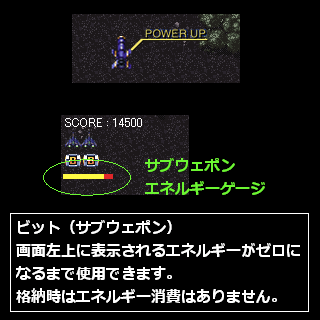 POWER UP
SCORE : 14500
B B
サブウェポン
エネルギーゲージ
ビット（サブウェポン）
画面左上に表示されるエネルギーがゼロに
なるまで使用できます。
格納時はエネルギー消費はありません。